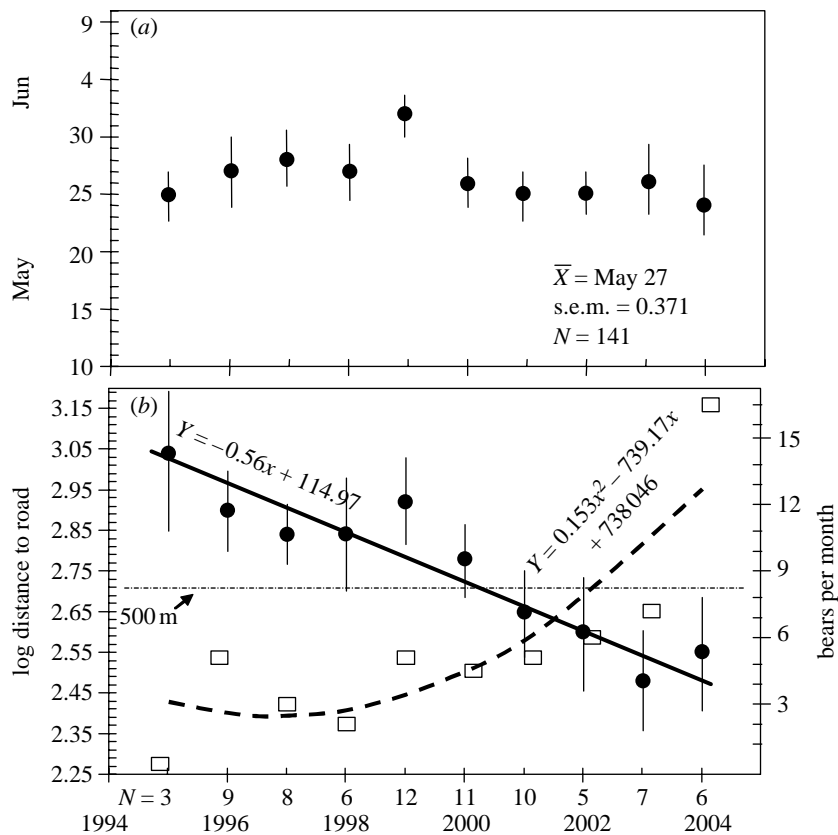 (a)
9
4
30
25
20
15
10
Jun
May
X̅ = May 27
s.e.m. = 0.371
N = 141
(b)
3.15
3.05
2.95
2.85
2.75
2.65
2.55
2.45
2.35
2.25
log distance to road
Y = −0.56x + 114.97
Y = 0.153x² − 739.17x
+ 738046
500 m
15
12
9
6
3
bears per month
N = 3 9 8 6 12 11 10 5 7 6
1994 1996 1998 2000 2002 2004